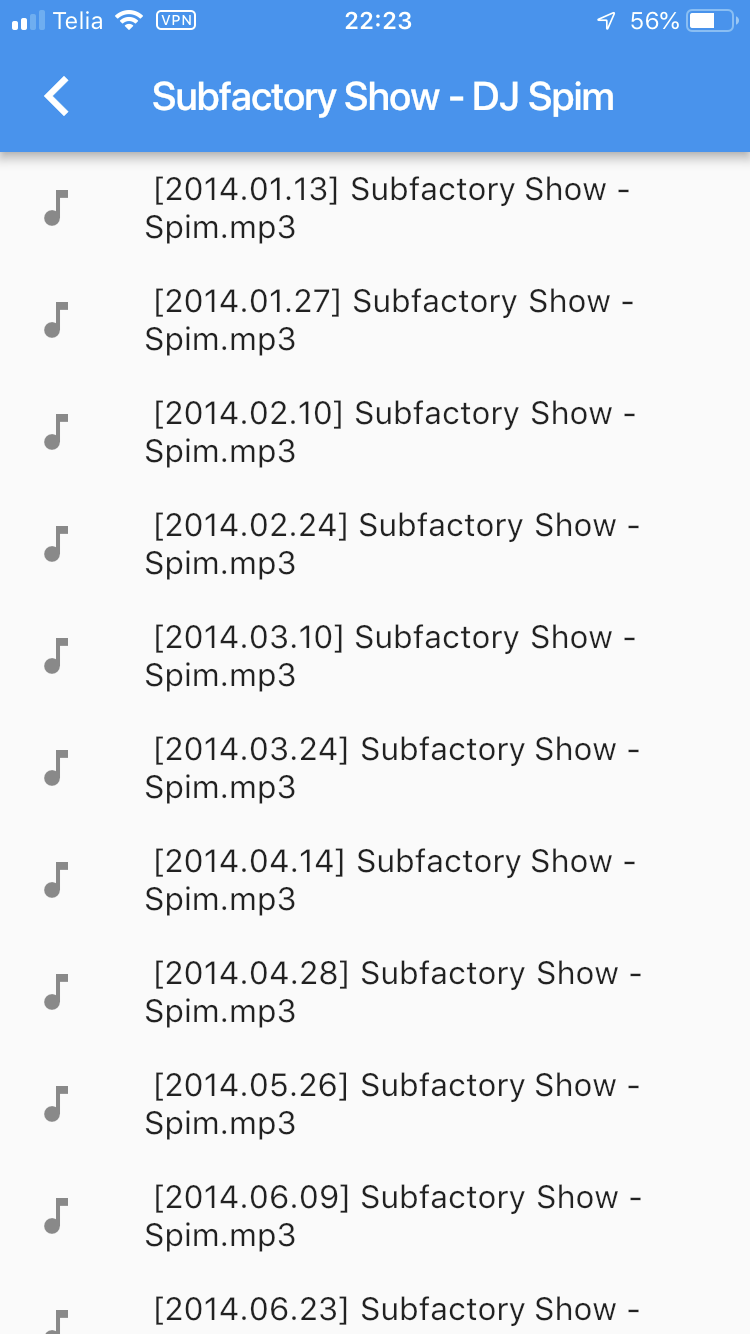 Telia VPN 22:23 56%
Subfactory Show - DJ Spim
[2014.01.13] Subfactory Show -
Spim.mp3
[2014.01.27] Subfactory Show -
Spim.mp3
[2014.02.10] Subfactory Show -
Spim.mp3
[2014.02.24] Subfactory Show -
Spim.mp3
[2014.03.10] Subfactory Show -
Spim.mp3
[2014.03.24] Subfactory Show -
Spim.mp3
[2014.04.14] Subfactory Show -
Spim.mp3
[2014.04.28] Subfactory Show -
Spim.mp3
[2014.05.26] Subfactory Show -
Spim.mp3
[2014.06.09] Subfactory Show -
Spim.mp3
[2014.06.23] Subfactory Show -